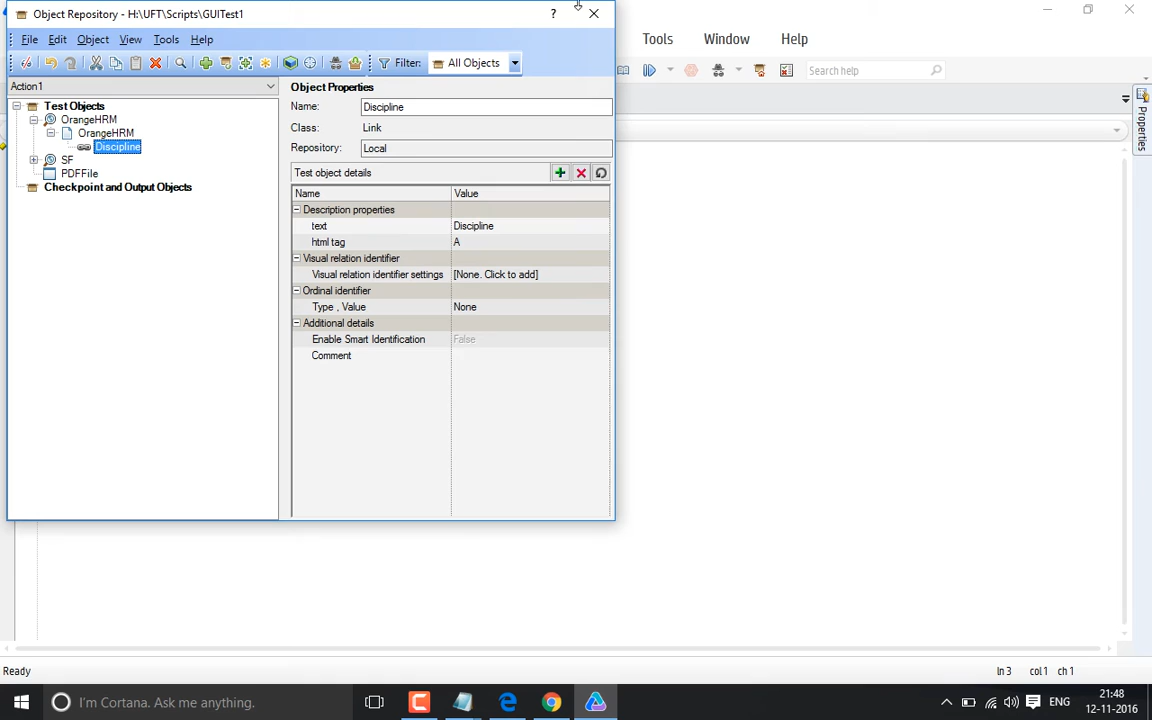 Object Repository - H:\UFT\Scripts\GUITest1
?
File Edit Object View Tools Help
Tools Window Help
Filter: All Objects
Search help
Action1
Object Properties
Test Objects
Name: Discipline
OrangeHRM
Class: Link
OrangeHRM
Discipline
Repository: Local
SF
PDFFile
Test object details
Checkpoint and Output Objects
Name Value
Description properties
text Discipline
html tag A
Visual relation identifier
Visual relation identifier settings [None. Click to add]
Ordinal identifier
Type , Value None
Additional details
Enable Smart Identification False
Comment
Properties
Ready
ln 3 col 1 ch 1
I'm Cortana. Ask me anything.
ENG
21:48
12-11-2016